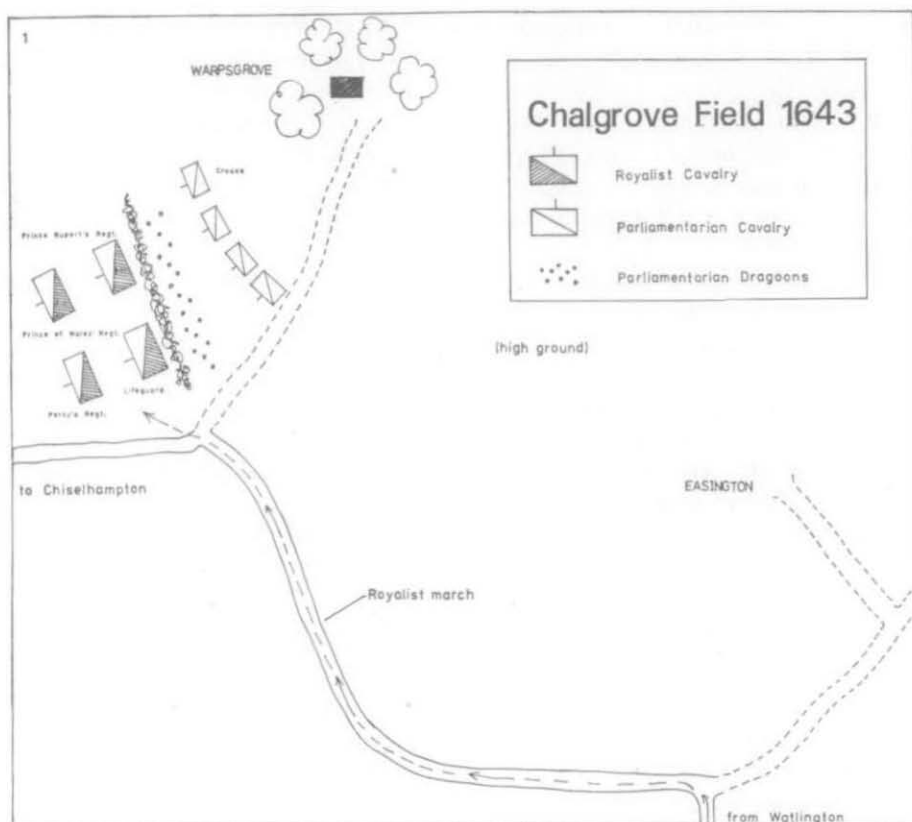 1
WARPSGROVE
Chalgrove Field 1643
Royalist Cavalry
Parliamentarian Cavalry
Parliamentarian Dragoons
Prince Rupert's Regt.
Prince of Wales' Regt.
Lifeguard
Percy's Regt.
(high ground)
to Chiselhampton
EASINGTON
Royalist march
from Watlington